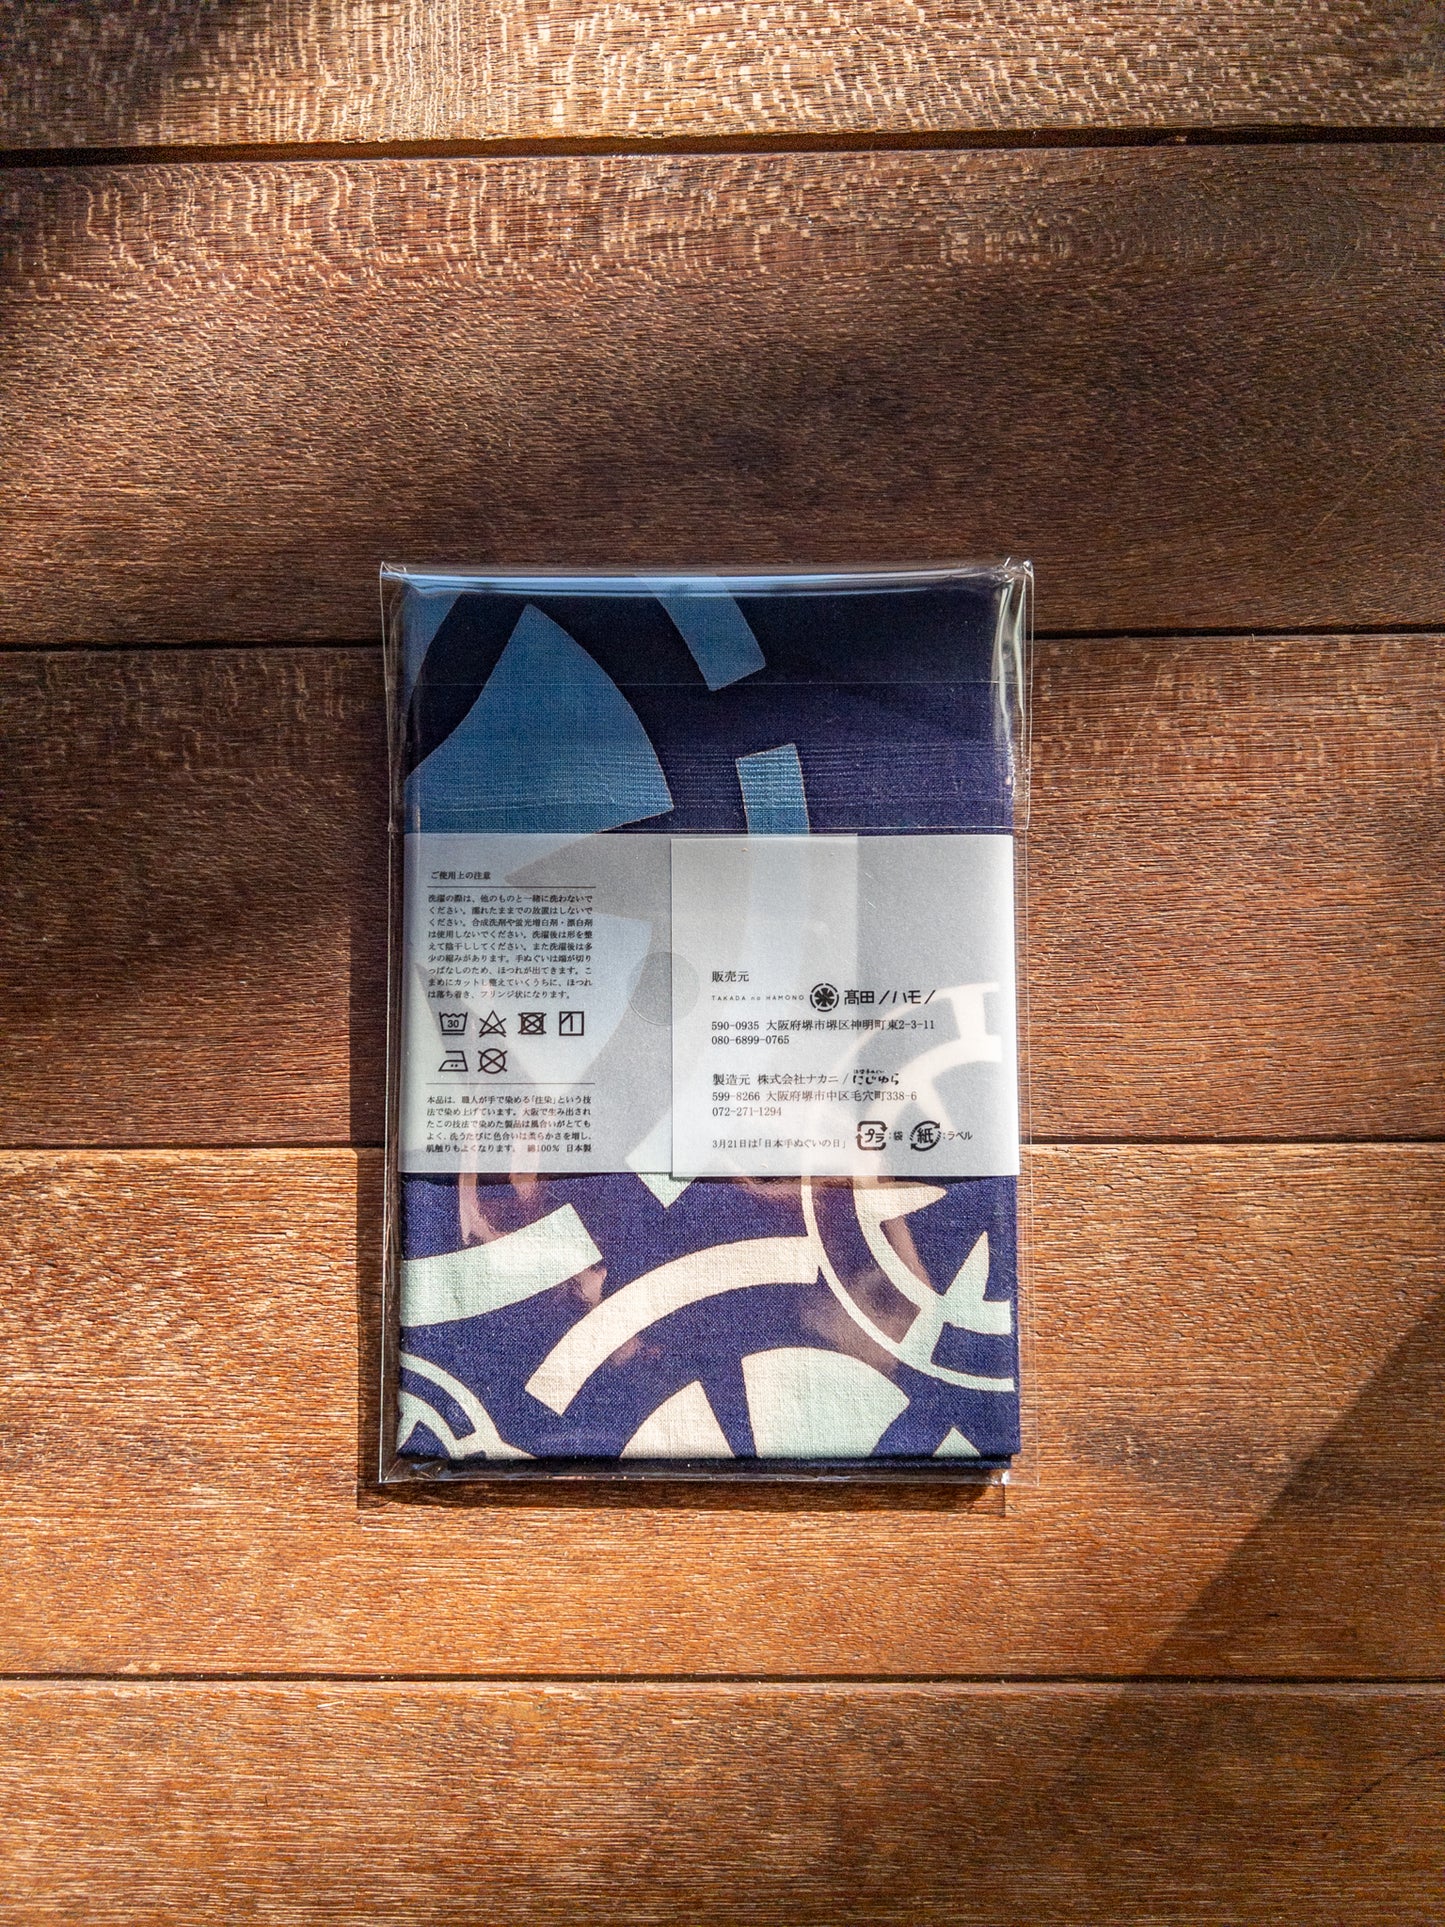 ご使用上の注意
洗濯の際は、他のものと一緒に洗わないで
ください。濡れたままでの放置はしないで
ください。合成洗剤や蛍光増白剤・漂白剤
は使用しないでください。洗濯後は形を整
えて陰干ししてください。また洗濯後は多
少の縮みがあります。手ぬぐいは端が切り
っぱなしのため、ほつれが出てきます。こ
まめにカットし整えていくうちに、ほつれ
は落ち着き、フリンジ状になります。
30
本品は、職人が手で染める「注染」という技
法で染め上げています。大阪で生み出され
たこの技法で染めた製品は風合いがとても
よく、洗うたびに色合いは柔らかさを増し、
肌触りもよくなります。 綿100% 日本製
販売元
TAKADA no HAMONO 髙田ノハモノ
590-0935 大阪府堺市堺区神明町東2-3-11
080-6899-0765
製造元 株式会社ナカニ / 注染手ぬぐい にじゆら
599-8266 大阪府堺市中区毛穴町338-6
072-271-1294
3月21日は「日本手ぬぐいの日」 プラ :袋 紙 :ラベル